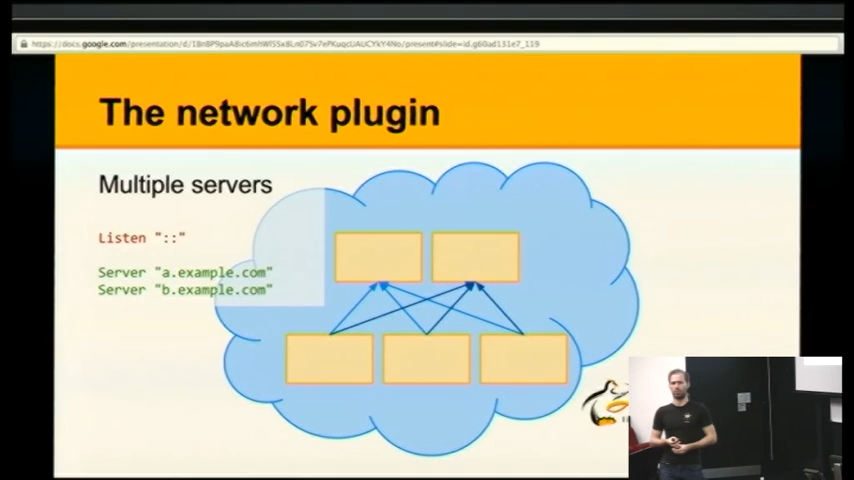 The network plugin
Multiple servers
Listen "::"
Server "a.example.com"
Server "b.example.com"